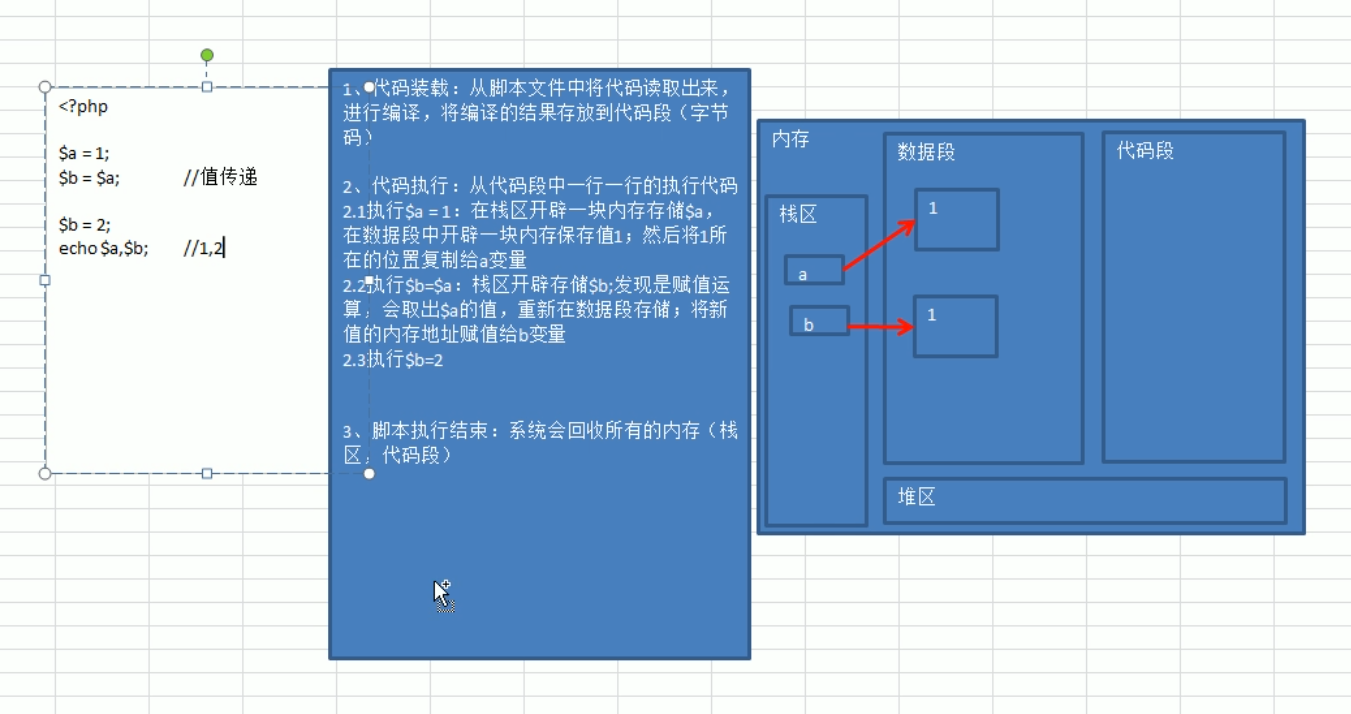 <?php
$a = 1;
$b = $a; //值传递
$b = 2;
echo $a,$b; //1,2
1、代码装载：从脚本文件中将代码读取出来，
进行编译，将编译的结果存放到代码段（字节
码）
2、代码执行：从代码段中一行一行的执行代码
2.1执行$a = 1：在栈区开辟一块内存存储$a，
在数据段中开辟一块内存保存值1；然后将1所
在的位置复制给a变量
2.2执行$b=$a：栈区开辟存储$b;发现是赋值运
算，会取出$a的值，重新在数据段存储；将新
值的内存地址赋值给b变量
2.3执行$b=2
3、脚本执行结束：系统会回收所有的内存（栈
区，代码段）
内存
栈区
a
b
数据段
1
1
代码段
堆区